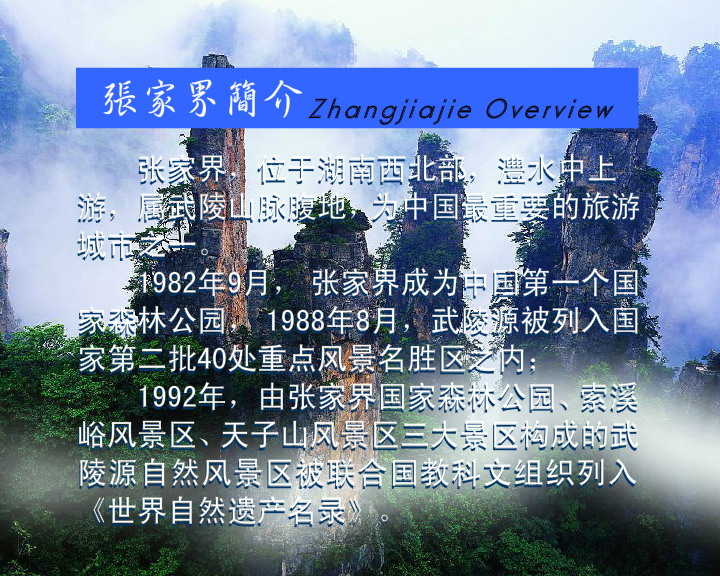 張家界簡介 Zhangjiajie Overview
张家界，位于湖南西北部，澧水中上
游，属武陵山脉腹地，为中国最重要的旅游
城市之一。
1982年9月， 张家界成为中国第一个国
家森林公园， 1988年8月，武陵源被列入国
家第二批40处重点风景名胜区之内；
1992年，由张家界国家森林公园、索溪
峪风景区、天子山风景区三大景区构成的武
陵源自然风景区被联合国教科文组织列入
《世界自然遗产名录》。